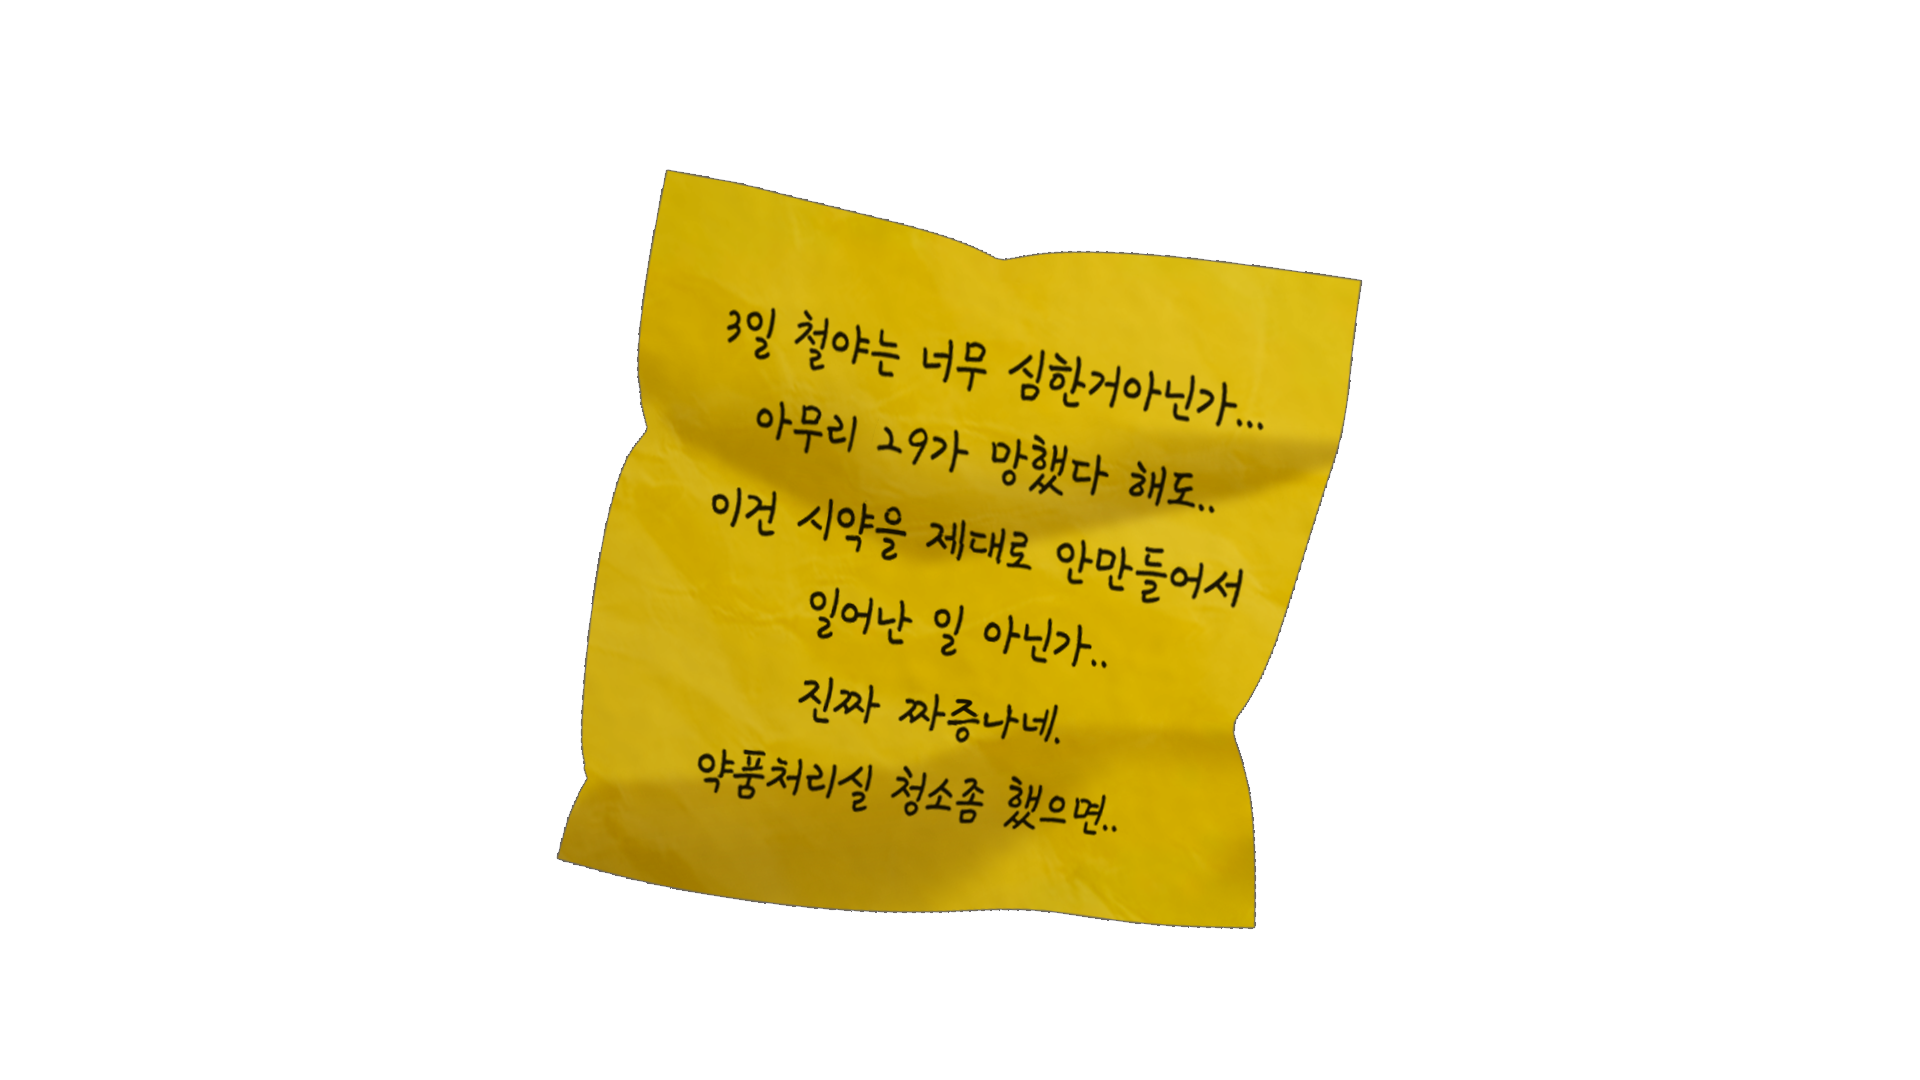 3일 철야는 너무 심한거아닌가...
아무리 29가 망했다 해도..
이건 시약을 제대로 안만들어서
일어난 일 아닌가..
진짜 짜증나네.
약품처리실 청소좀 했으면..